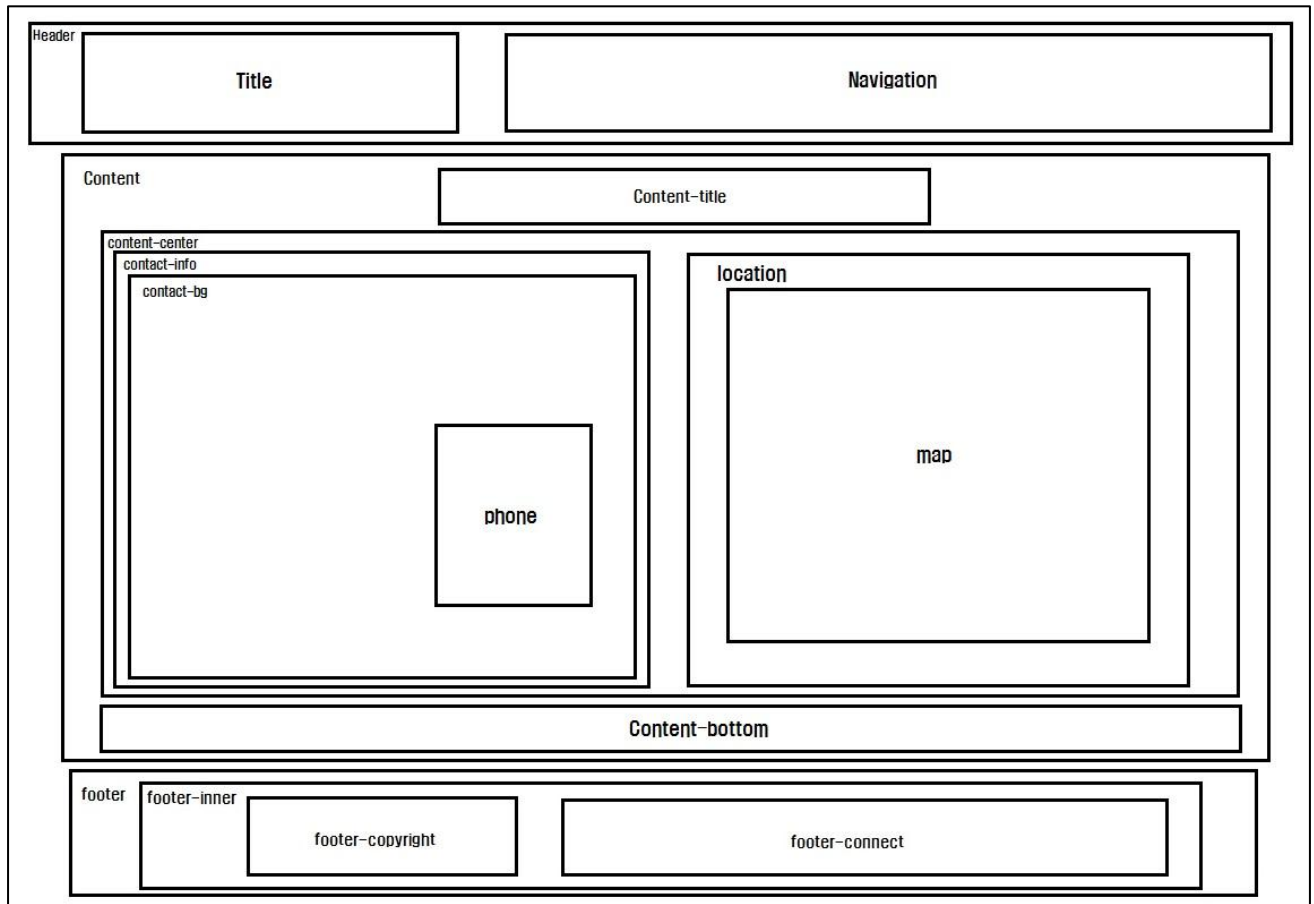 Header
Title
Navigation
Content
Content-title
content-center
contact-info
contact-bg
phone
location
map
Content-bottom
footer
footer-inner
footer-copyright
footer-connect